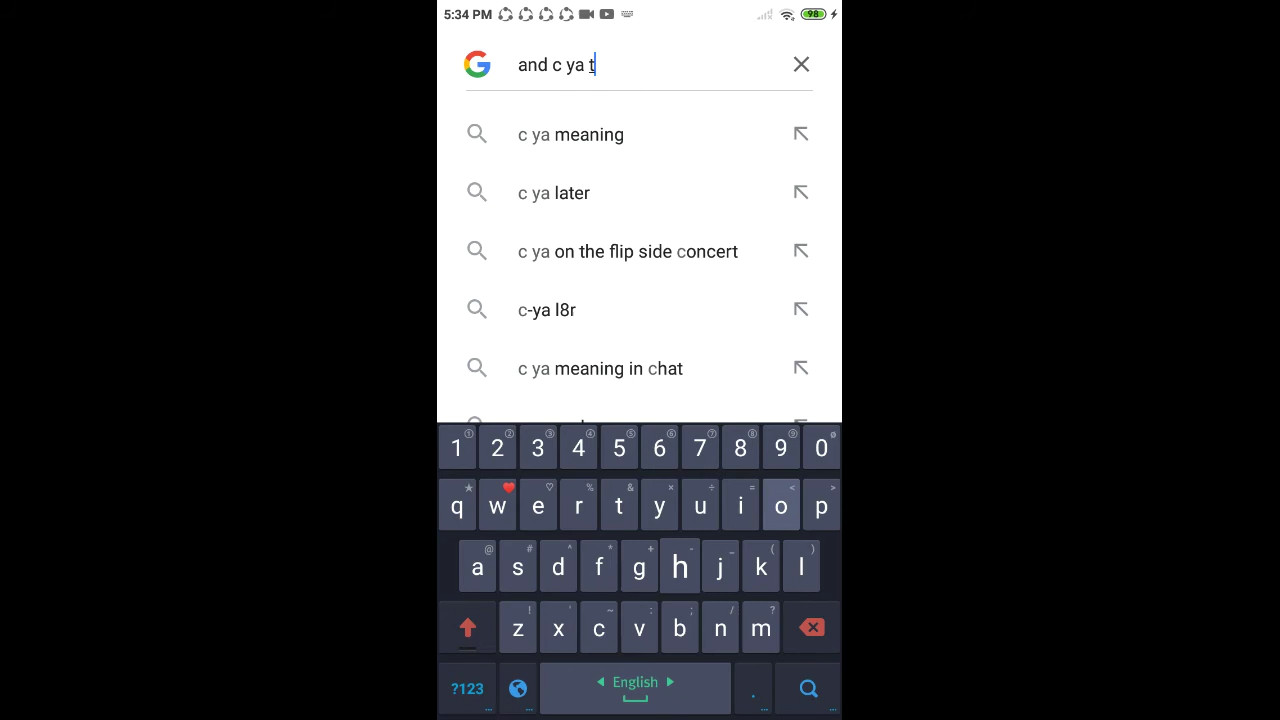 5:34 PM 98
and c ya t
c ya meaning
c ya later
c ya on the flip side concert
c-ya l8r
c ya meaning in chat
1 2 3 4 5 6 7 8 9 0
q w e r t y u i o p
a s d f g h j k l
z x c v b n m
?123 English .